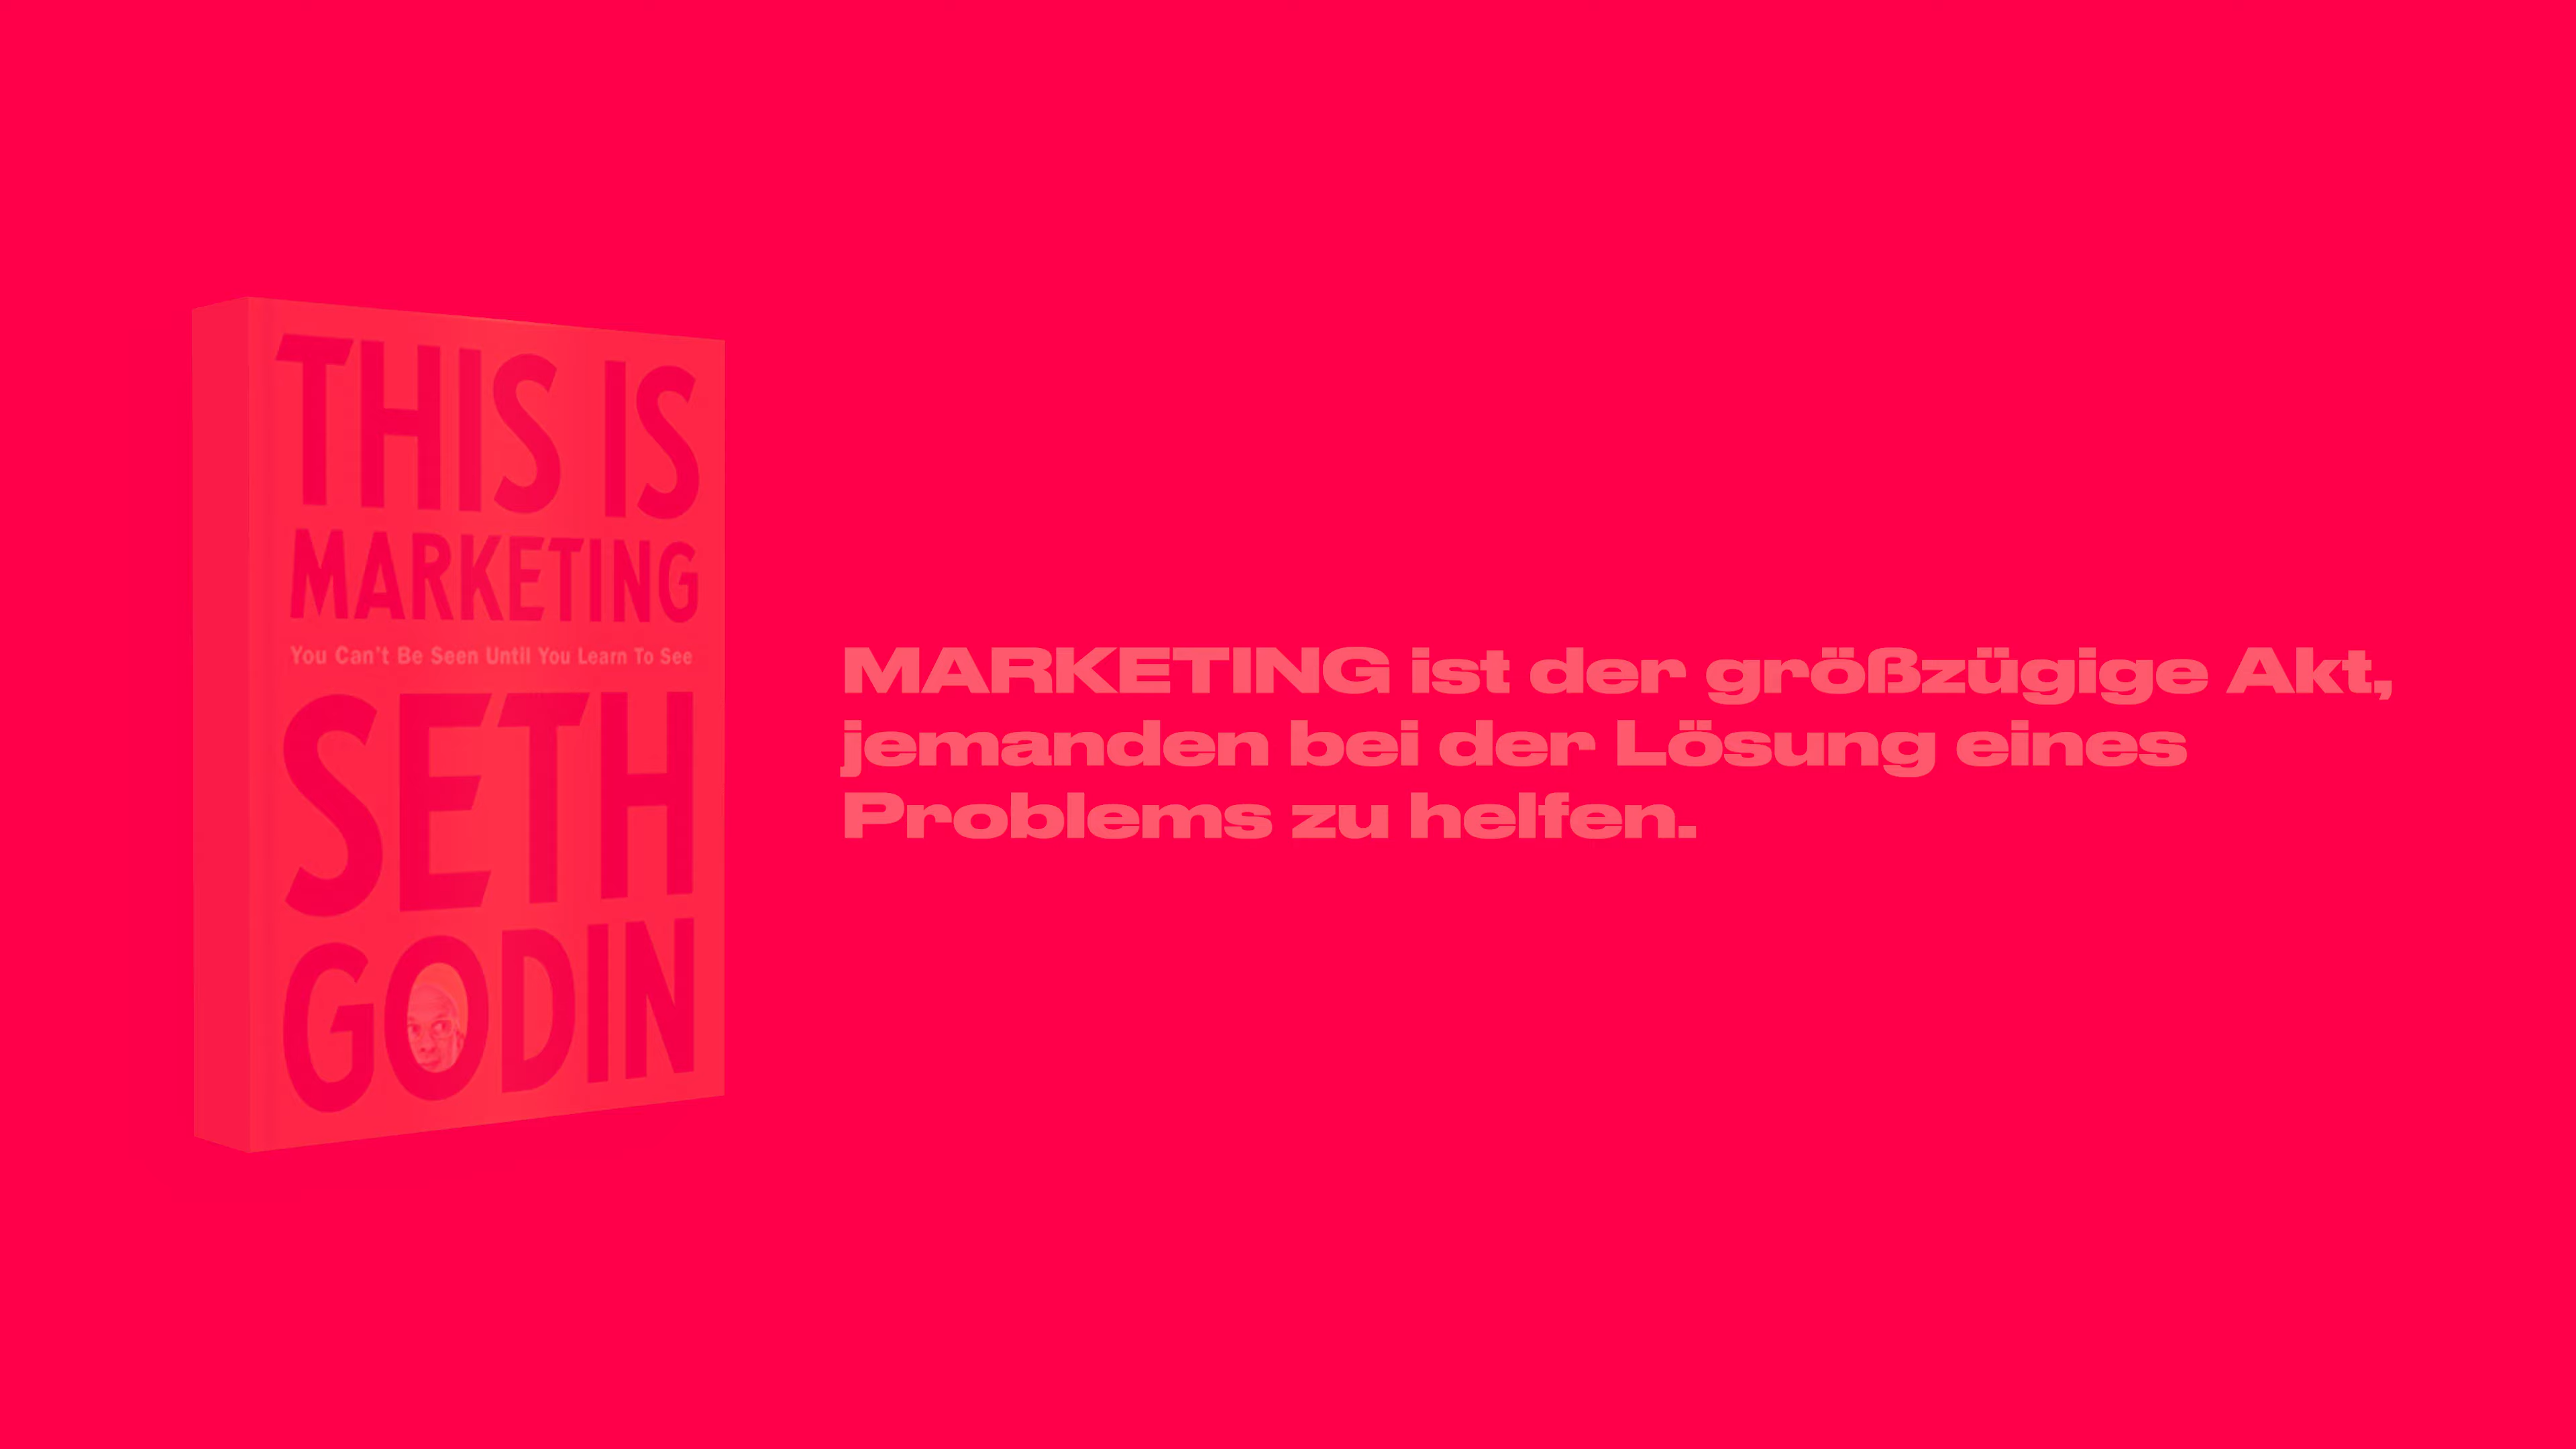 THIS IS
MARKETING
You Can't Be Seen Until You Learn To See
SETH
GODIN
MARKETING ist der größzügige Akt,
jemanden bei der Lösung eines
Problems zu helfen.